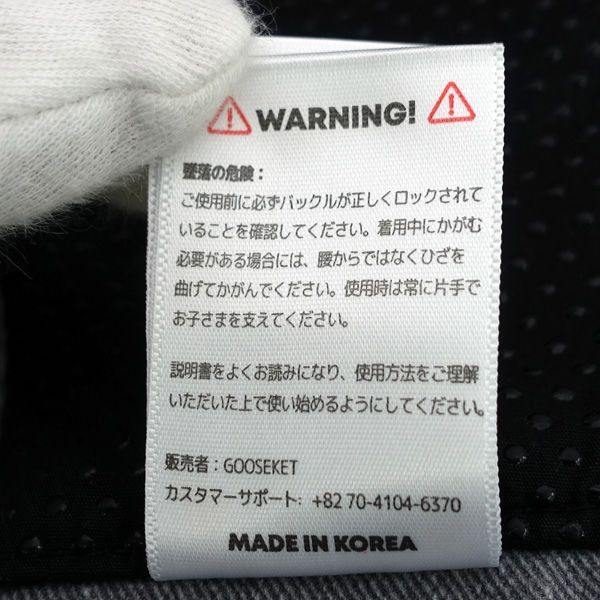 WARNING!
墜落の危険：
ご使用前に必ずバックルが正しくロックされて
いることを確認してください。着用中にかがむ
必要がある場合には、腰からではなくひざを
曲げてかがんでください。使用時は常に片手で
お子さまを支えてください。
説明書をよくお読みになり、使用方法をご理解
いただいた上で使い始めるようにしてください。
販売者：GOOSEKET
カスタマーサポート: +82 70-4104-6370
MADE IN KOREA